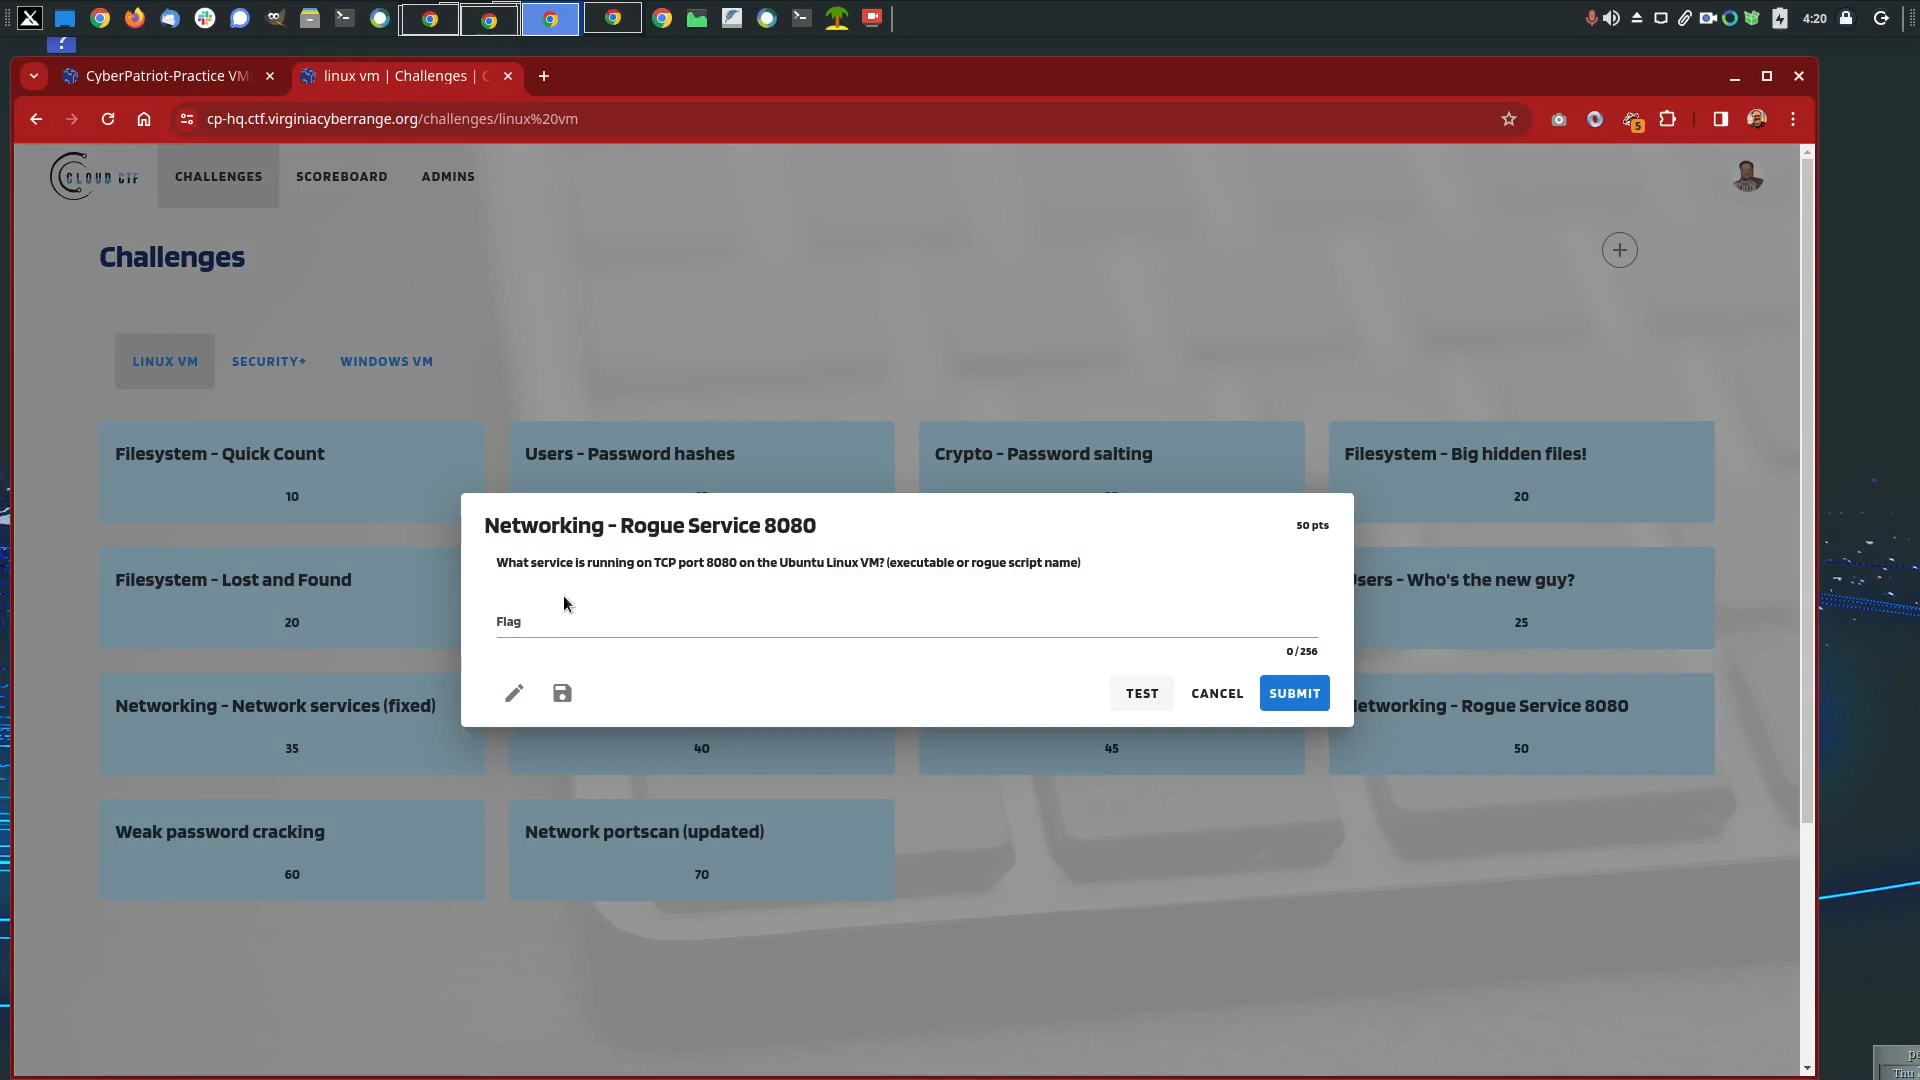 4:20
?
CyberPatriot-Practice VM
linux vm | Challenges | C
cp-hq.ctf.virginiacyberrange.org/challenges/linux%20vm
5
CLOUD CTF
CHALLENGES
SCOREBOARD
ADMINS
Challenges
LINUX VM
SECURITY+
WINDOWS VM
Filesystem - Quick Count
10
Users - Password hashes
Crypto - Password salting
Filesystem - Big hidden files!
20
Networking - Rogue Service 8080
50 pts
What service is running on TCP port 8080 on the Ubuntu Linux VM? (executable or rogue script name)
Flag
0 / 256
TEST
CANCEL
SUBMIT
Filesystem - Lost and Found
20
Users - Who's the new guy?
25
Networking - Network services (fixed)
35
40
45
Networking - Rogue Service 8080
50
Weak password cracking
60
Network portscan (updated)
70
pa
Thu